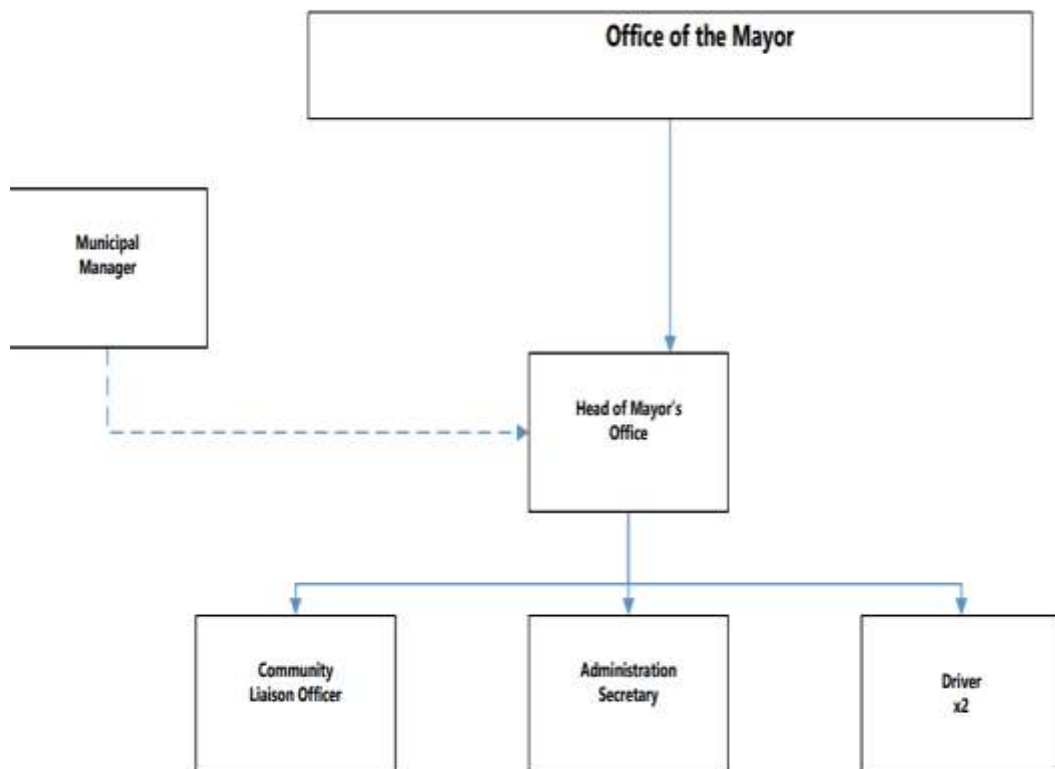 Office of the Mayor
Municipal
Manager
Head of Mayor's
Office
Community
Liaison Officer
Administration
Secretary
Driver
x2